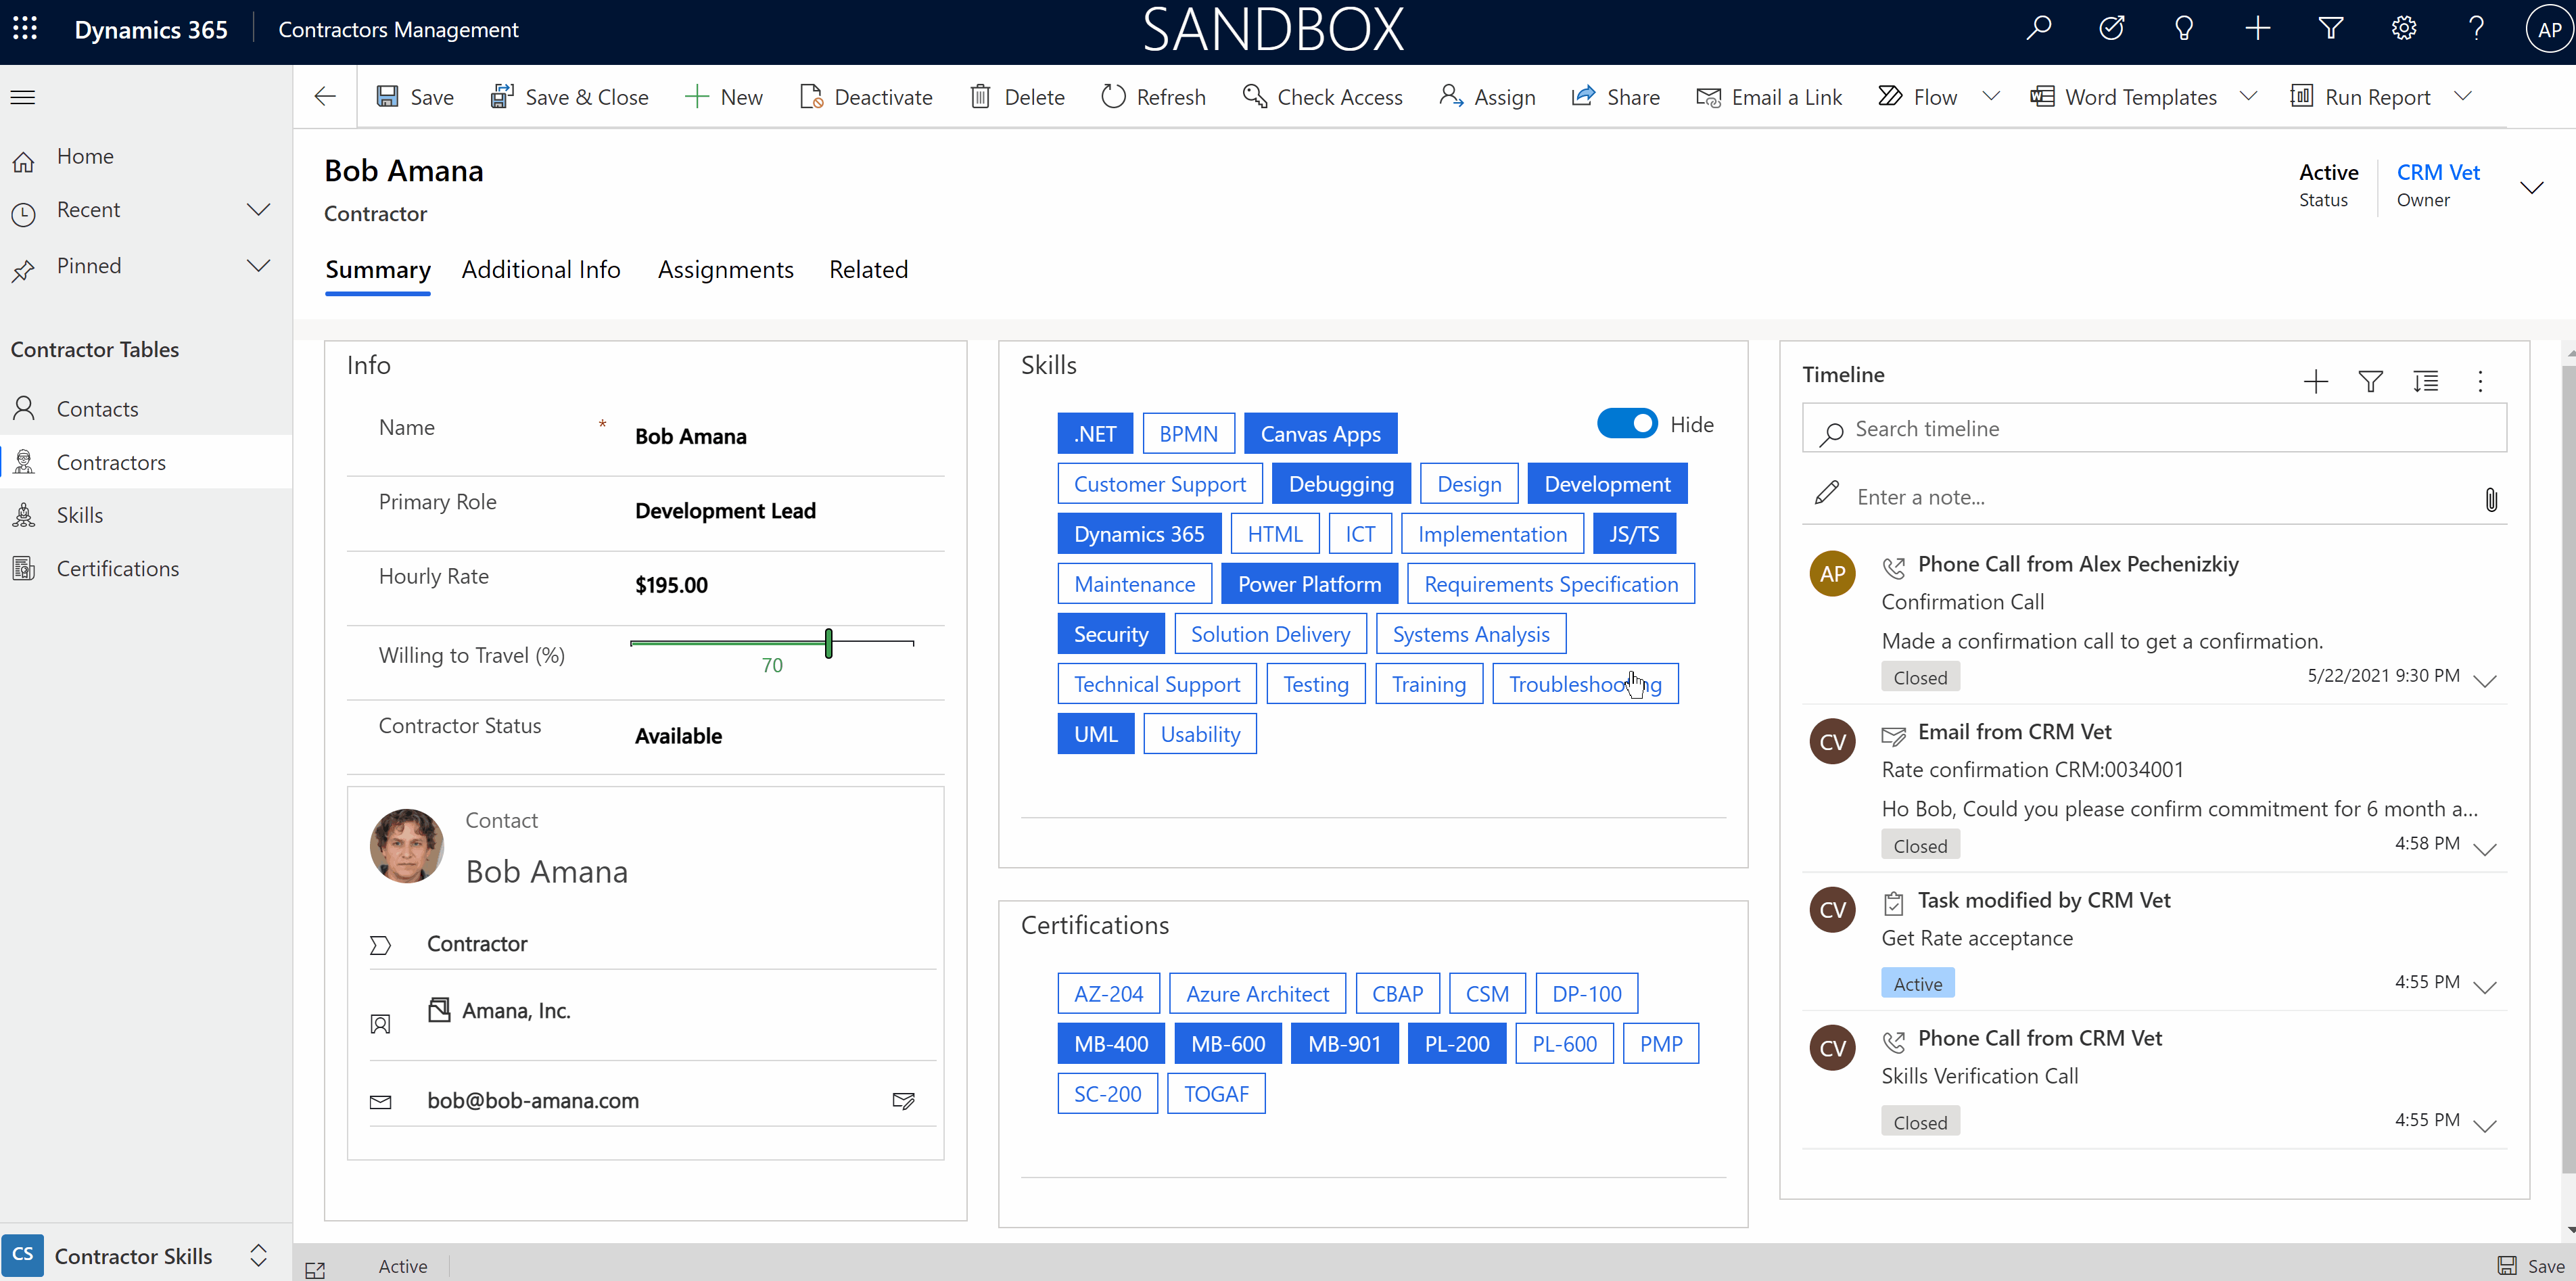 Dynamics 365 Contractors Management SANDBOX AP
Save Save & Close New Deactivate Delete Refresh Check Access Assign Share Email a Link Flow Word Templates Run Report
Home
Recent
Pinned
Contractor Tables
Contacts
Contractors
Skills
Certifications
CS Contractor Skills
Bob Amana
Contractor
Active
Status
CRM Vet
Owner
Summary Additional Info Assignments Related
Info
Name * Bob Amana
Primary Role Development Lead
Hourly Rate $195.00
Willing to Travel (%) 70
Contractor Status Available
Contact
Bob Amana
Contractor
Amana, Inc.
bob@bob-amana.com
Skills
.NET BPMN Canvas Apps Hide
Customer Support Debugging Design Development
Dynamics 365 HTML ICT Implementation JS/TS
Maintenance Power Platform Requirements Specification
Security Solution Delivery Systems Analysis
Technical Support Testing Training Troubleshooting
UML Usability
Certifications
AZ-204 Azure Architect CBAP CSM DP-100
MB-400 MB-600 MB-901 PL-200 PL-600 PMP
SC-200 TOGAF
Timeline
Search timeline
Enter a note...
AP Phone Call from Alex Pechenizkiy
Confirmation Call
Made a confirmation call to get a confirmation.
Closed 5/22/2021 9:30 PM
CV Email from CRM Vet
Rate confirmation CRM:0034001
Ho Bob, Could you please confirm commitment for 6 month a...
Closed 4:58 PM
CV Task modified by CRM Vet
Get Rate acceptance
Active 4:55 PM
CV Phone Call from CRM Vet
Skills Verification Call
Closed 4:55 PM
Active Save